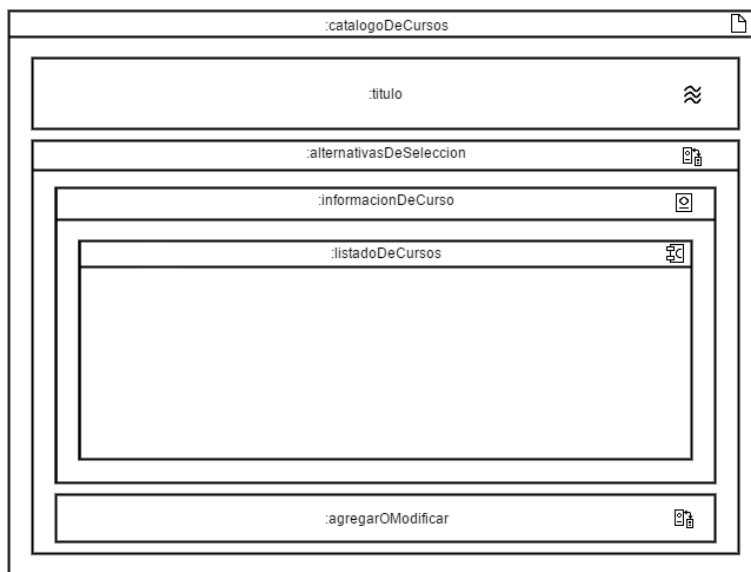 :catalogoDeCursos
:titulo
:alternativasDeSeleccion
:informacionDeCurso
:listadoDeCursos
:agregarOModificar